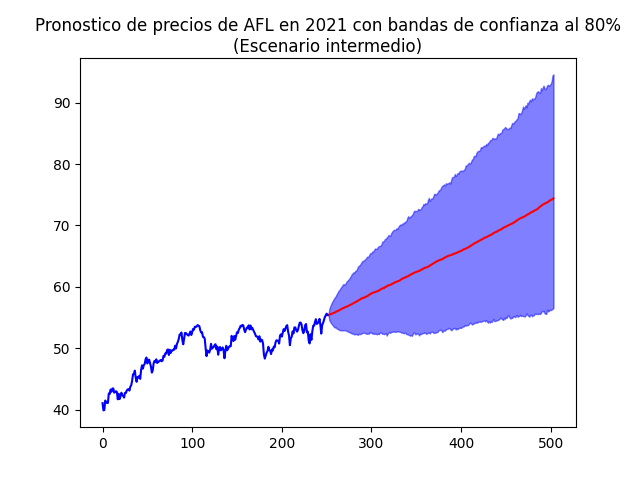 Pronostico de precios de AFL en 2021 con bandas de confianza al 80%
(Escenario intermedio)
90
80
70
60
50
40
0 100 200 300 400 500